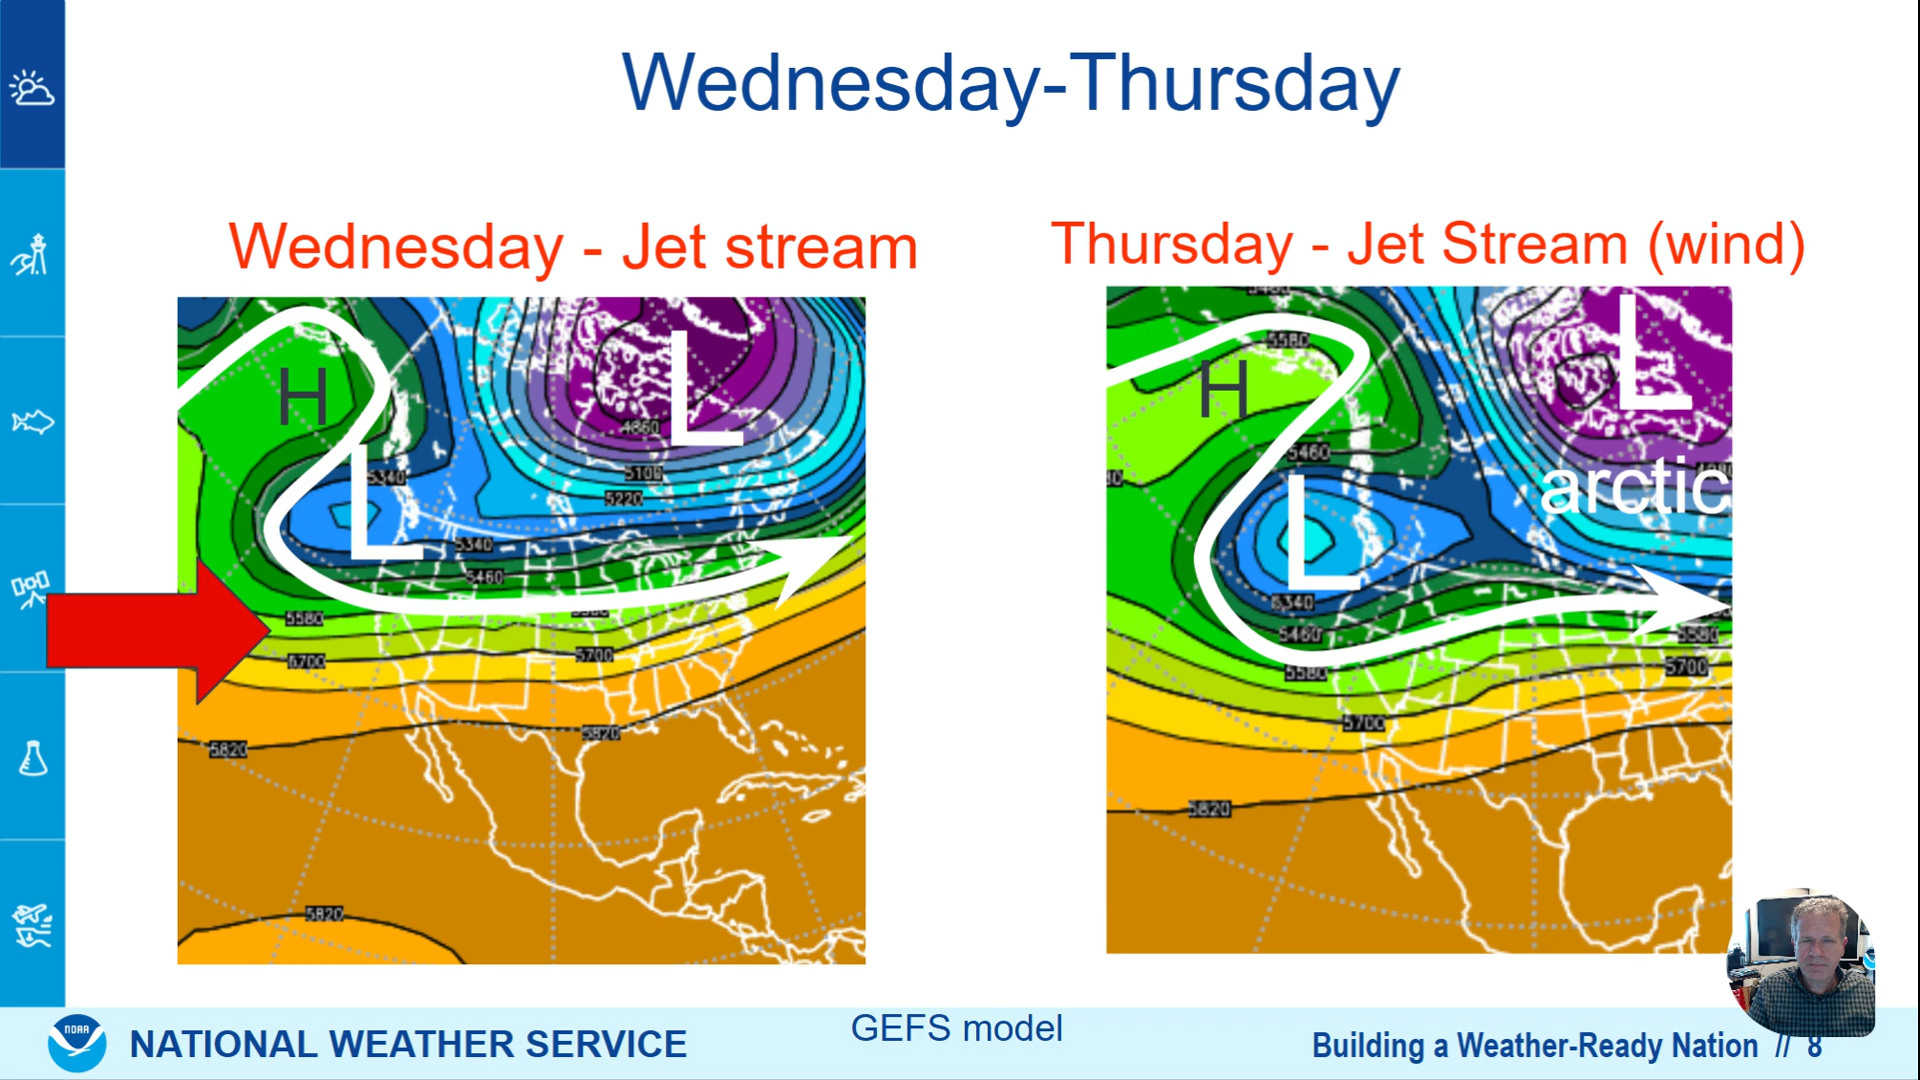 Wednesday-Thursday
Wednesday - Jet stream
Thursday - Jet Stream (wind)
H
L
L
4860
5100
5220
5340
5340
5460
5580
5700
5700
5820
5820
5820
5580
H
L
L
arctic
5460
5340
5460
5580
5580
5700
5700
5820
NOAA
NATIONAL WEATHER SERVICE
GEFS model
Building a Weather-Ready Nation // 8